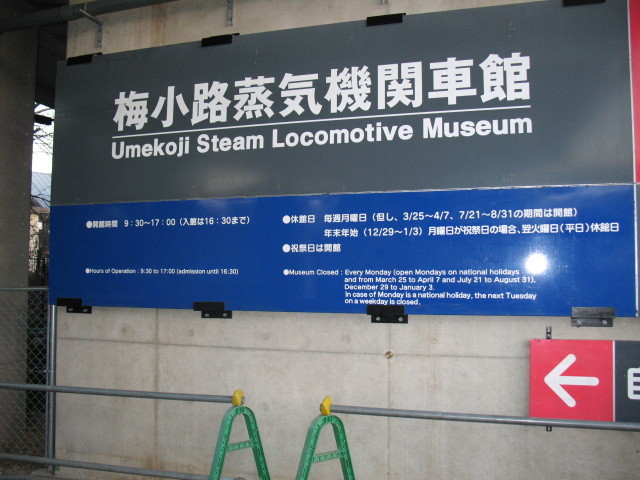 梅小路蒸気機関車館
Umekoji Steam Locomotive Museum
●開館時間 9:30〜17:00(入館は16:30まで)
●休館日 毎週月曜日(但し、3/25〜4/7、7/21〜8/31の期間は開館)
年末年始(12/29〜1/3)月曜日が祝祭日の場合、翌火曜日(平日)休館日
●祝祭日は開館
●Hours of Operation : 9:30 to 17:00 (admission until 16:30)
●Museum Closed : Every Monday (open Mondays on national holidays
and from March 25 to April 7 and July 21 to August 31),
December 29 to January 3.
In case of Monday is a national holiday, the next Tuesday
on a weekday is closed.